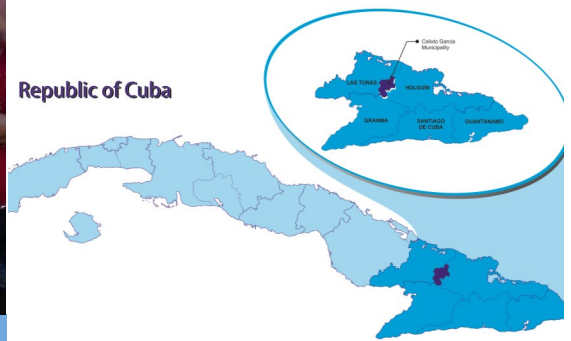 Calixto García
Municipality
Republic of Cuba
LAS TUNAS
HOLGUÍN
GRANMA
SANTIAGO
DE CUBA
GUANTÁNAMO